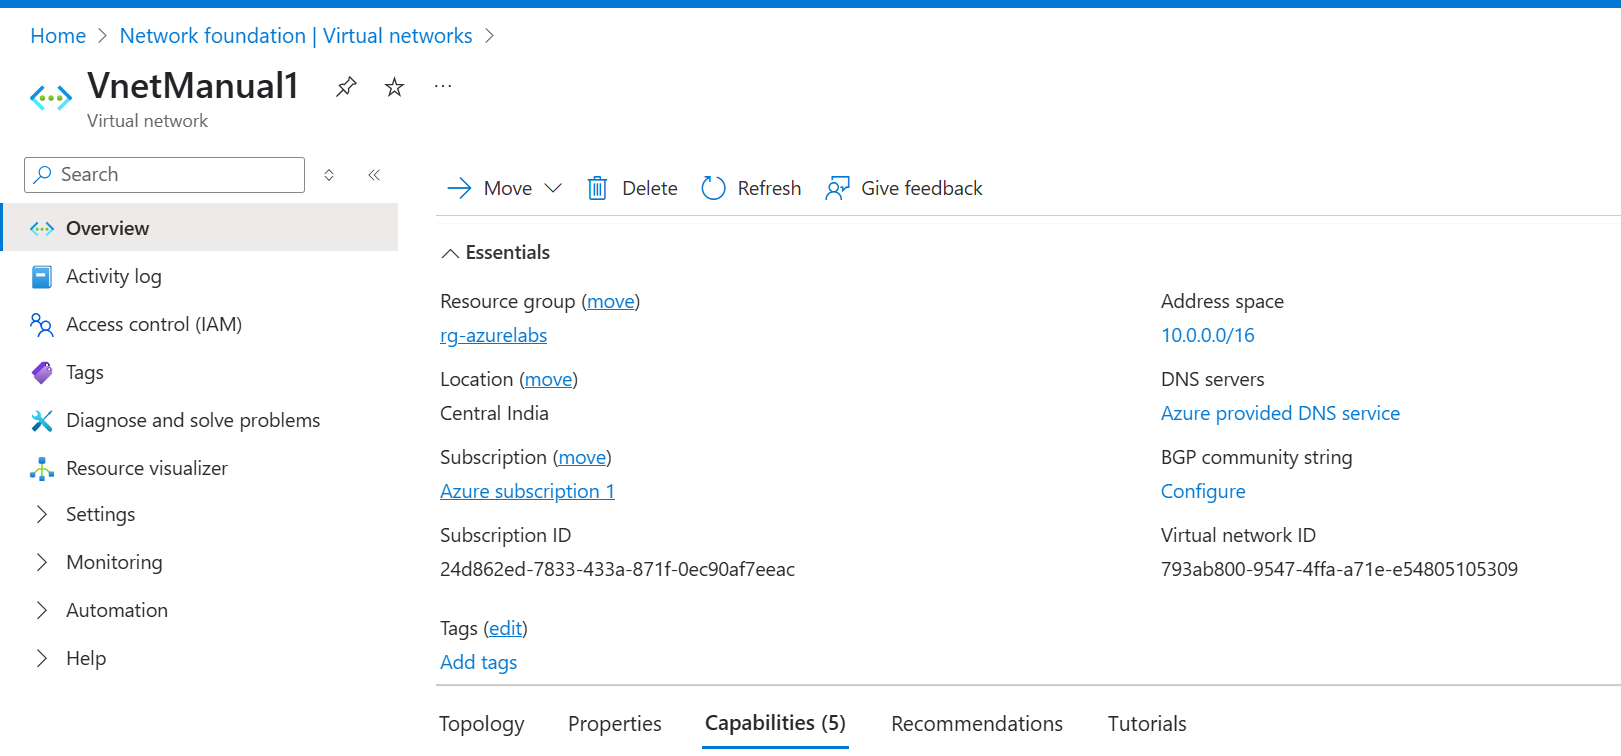 Home > Network foundation | Virtual networks >
VnetManual1
Virtual network
Search
Overview
Activity log
Access control (IAM)
Tags
Diagnose and solve problems
Resource visualizer
Settings
Monitoring
Automation
Help
Move
Delete
Refresh
Give feedback
Essentials
Resource group (move)
rg-azurelabs
Location (move)
Central India
Subscription (move)
Azure subscription 1
Subscription ID
24d862ed-7833-433a-871f-0ec90af7eeac
Tags (edit)
Add tags
Address space
10.0.0.0/16
DNS servers
Azure provided DNS service
BGP community string
Configure
Virtual network ID
793ab800-9547-4ffa-a71e-e54805105309
Topology
Properties
Capabilities (5)
Recommendations
Tutorials